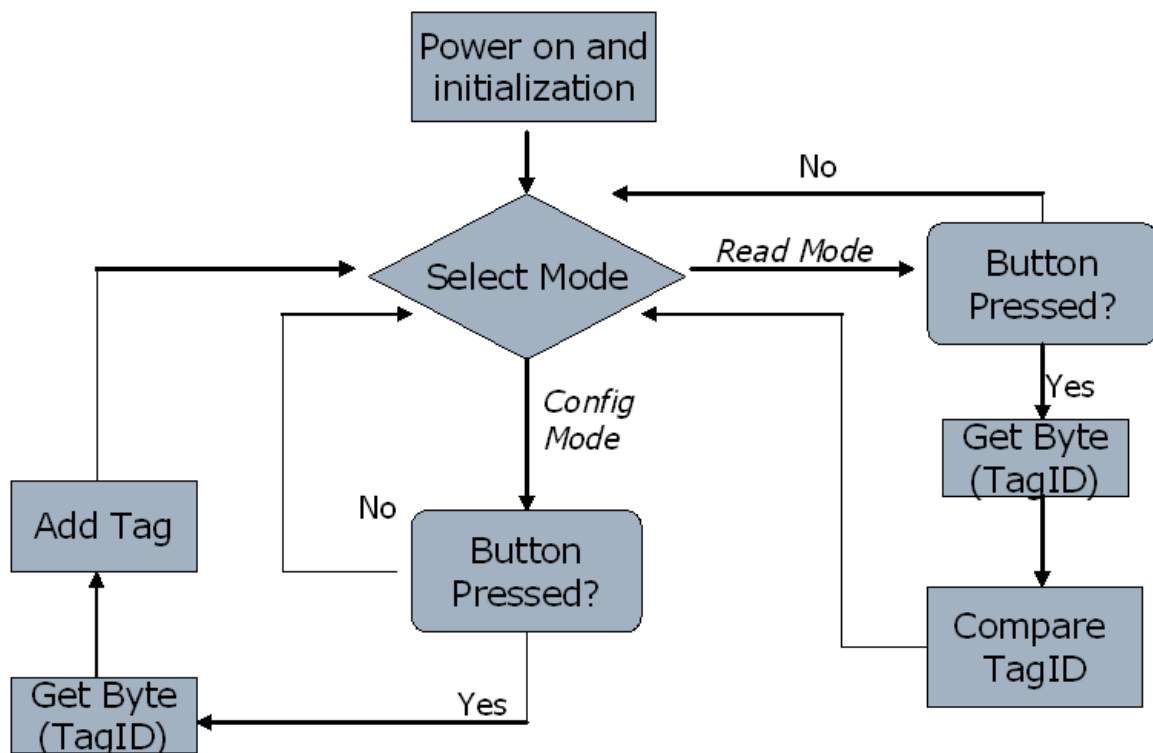 Power on and
initialization
No
Select Mode
Read Mode
Button
Pressed?
Config
Mode
Yes
Get Byte
(TagID)
Add Tag
No
Button
Pressed?
Compare
TagID
Get Byte
(TagID)
Yes